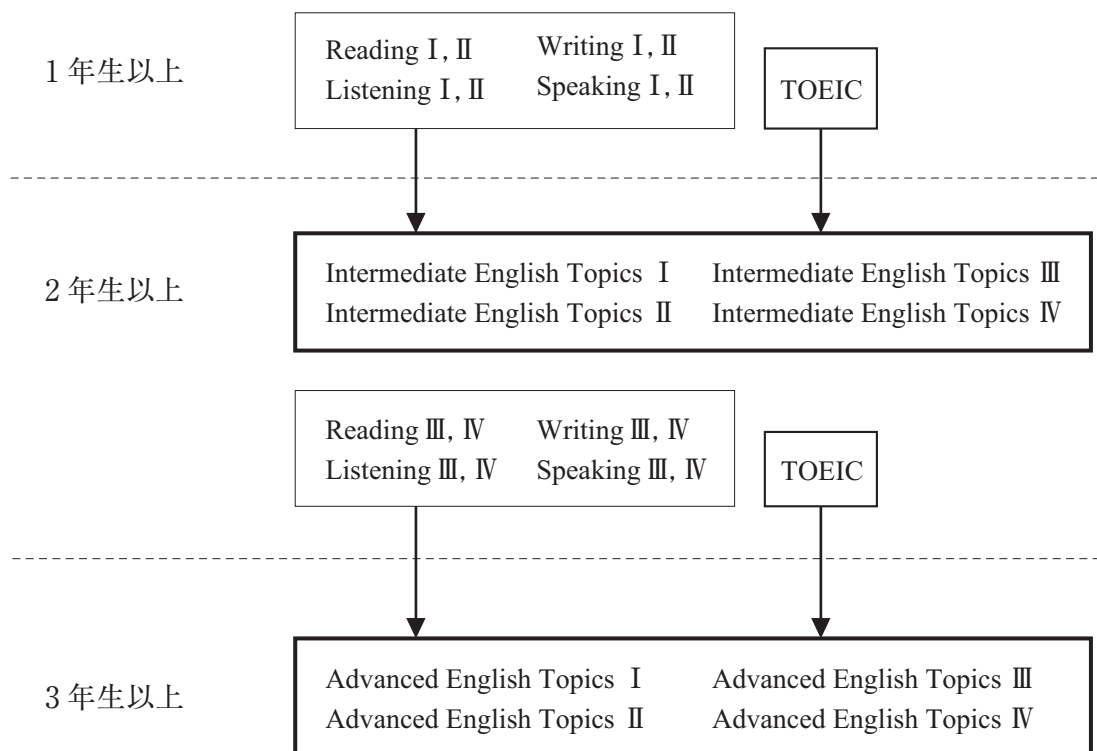 1年生以上
Reading Ⅰ, Ⅱ Writing Ⅰ, Ⅱ
Listening Ⅰ, Ⅱ Speaking Ⅰ, Ⅱ
TOEIC
2年生以上
Intermediate English Topics Ⅰ Intermediate English Topics Ⅲ
Intermediate English Topics Ⅱ Intermediate English Topics Ⅳ
Reading Ⅲ, Ⅳ Writing Ⅲ, Ⅳ
Listening Ⅲ, Ⅳ Speaking Ⅲ, Ⅳ
TOEIC
3年生以上
Advanced English Topics Ⅰ Advanced English Topics Ⅲ
Advanced English Topics Ⅱ Advanced English Topics Ⅳ